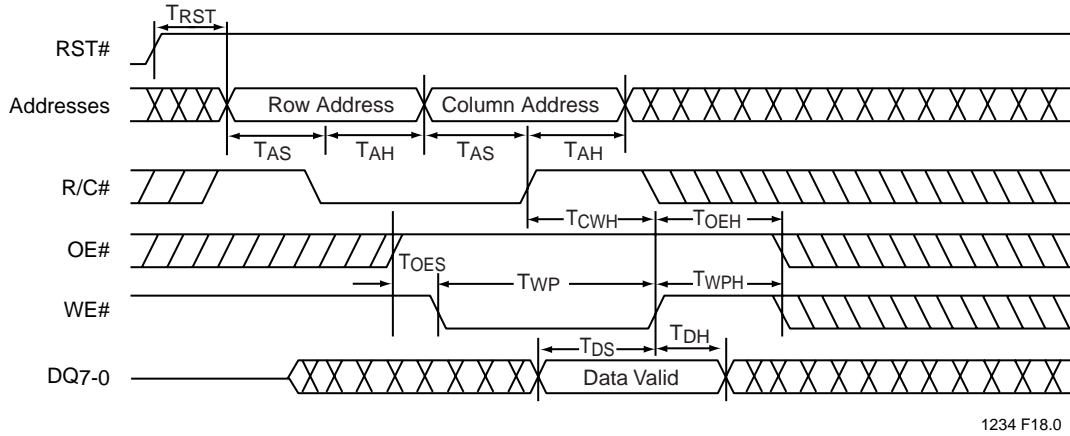 TRST
RST#
Addresses
Row Address
Column Address
TAS
TAH
TAS
TAH
R/C#
TCWH
TOEH
OE#
TOES
TWP
TWPH
WE#
TDS
TDH
DQ7-0
Data Valid
1234 F18.0